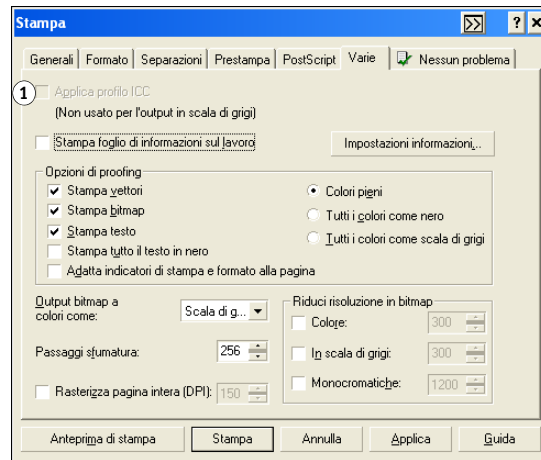 Stampa
Generali Formato Separazioni Prestampa PostScript Varie Nessun problema
1 Applica profilo ICC
(Non usato per l'output in scala di grigi)
Stampa foglio di informazioni sul lavoro Impostazioni informazioni...
Opzioni di proofing
Stampa vettori Colori pieni
Stampa bitmap Tutti i colori come nero
Stampa testo Tutti i colori come scala di grigi
Stampa tutto il testo in nero
Adatta indicatori di stampa e formato alla pagina
Output bitmap a colori come: Scala di g...
Passaggi sfumatura: 256
Rasterizza pagina intera (DPI): 150
Riduci risoluzione in bitmap
Colore: 300
In scala di grigi: 300
Monocromatiche: 1200
Anteprima di stampa Stampa Annulla Applica Guida